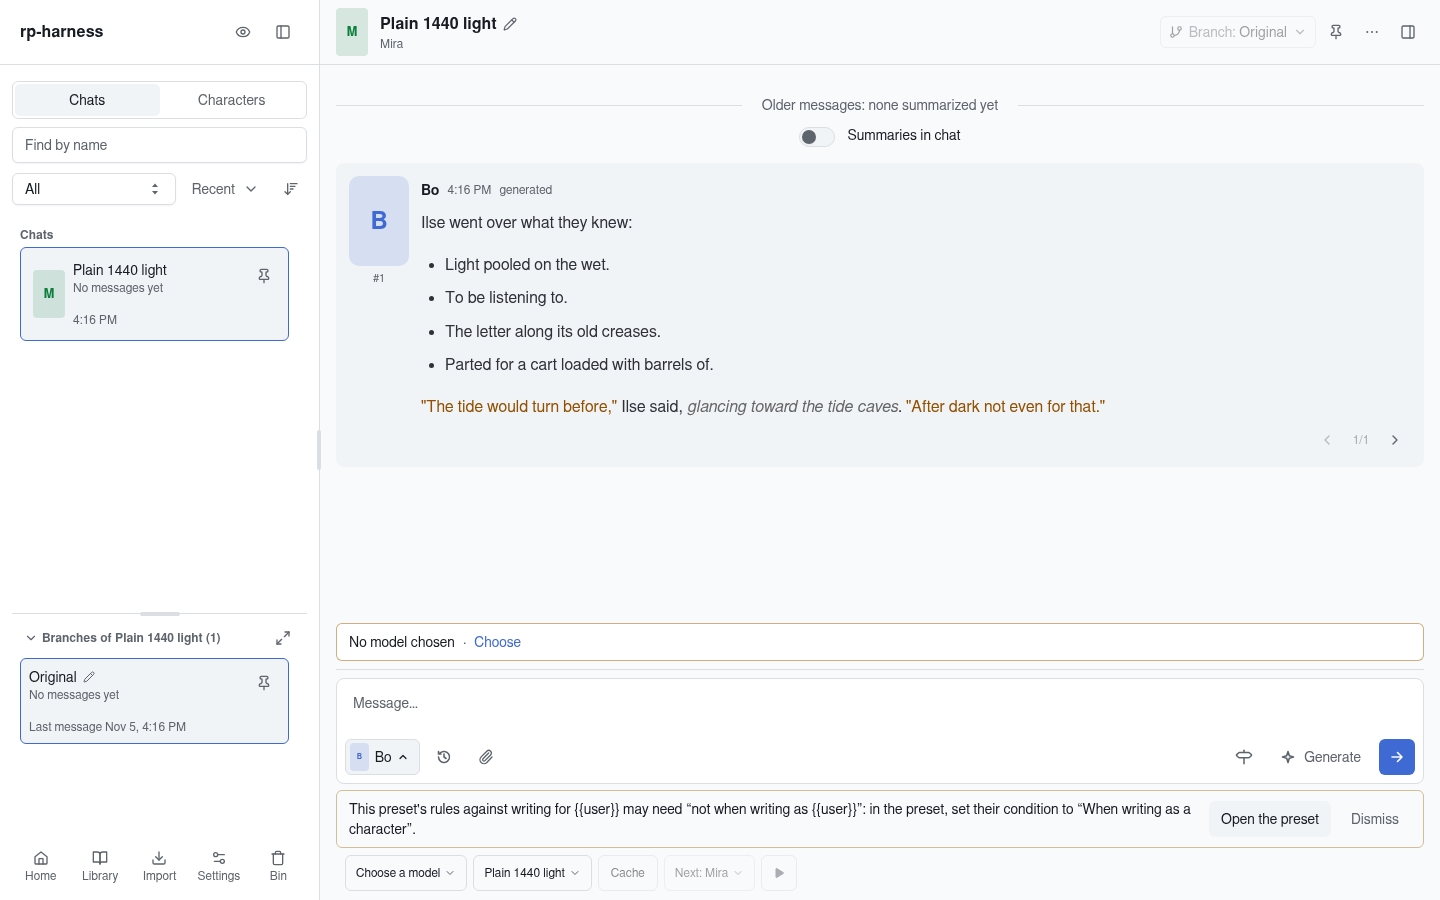 rp-harness
Chats
Characters
Find by name
All
Recent
Chats
M
Plain 1440 light
No messages yet
4:16 PM
Branches of Plain 1440 light (1)
Original
No messages yet
Last message Nov 5, 4:16 PM
Home
Library
Import
Settings
Bin
M
Plain 1440 light
Mira
Branch: Original
Older messages: none summarized yet
Summaries in chat
B
#1
Bo 4:16 PM generated
Ilse went over what they knew:
• Light pooled on the wet.
• To be listening to.
• The letter along its old creases.
• Parted for a cart loaded with barrels of.
"The tide would turn before," Ilse said, glancing toward the tide caves. "After dark not even for that."
1/1
No model chosen · Choose
Message...
B Bo
Generate
This preset's rules against writing for {{user}} may need “not when writing as {{user}}”: in the preset, set their condition to “When writing as a
character”.
Open the preset
Dismiss
Choose a model
Plain 1440 light
Cache
Next: Mira